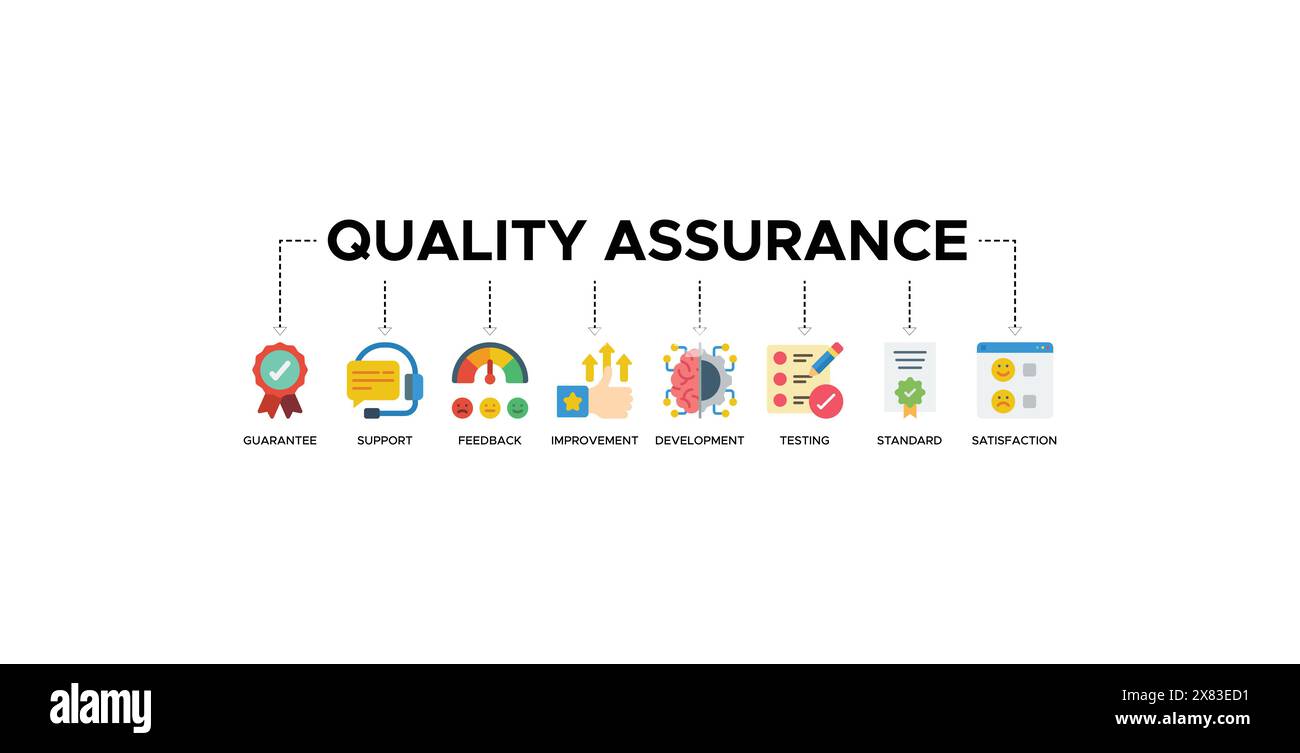 QUALITY ASSURANCE
GUARANTEE SUPPORT FEEDBACK IMPROVEMENT DEVELOPMENT TESTING STANDARD SATISFACTION
alamy
Image ID: 2X83ED1
www.alamy.com